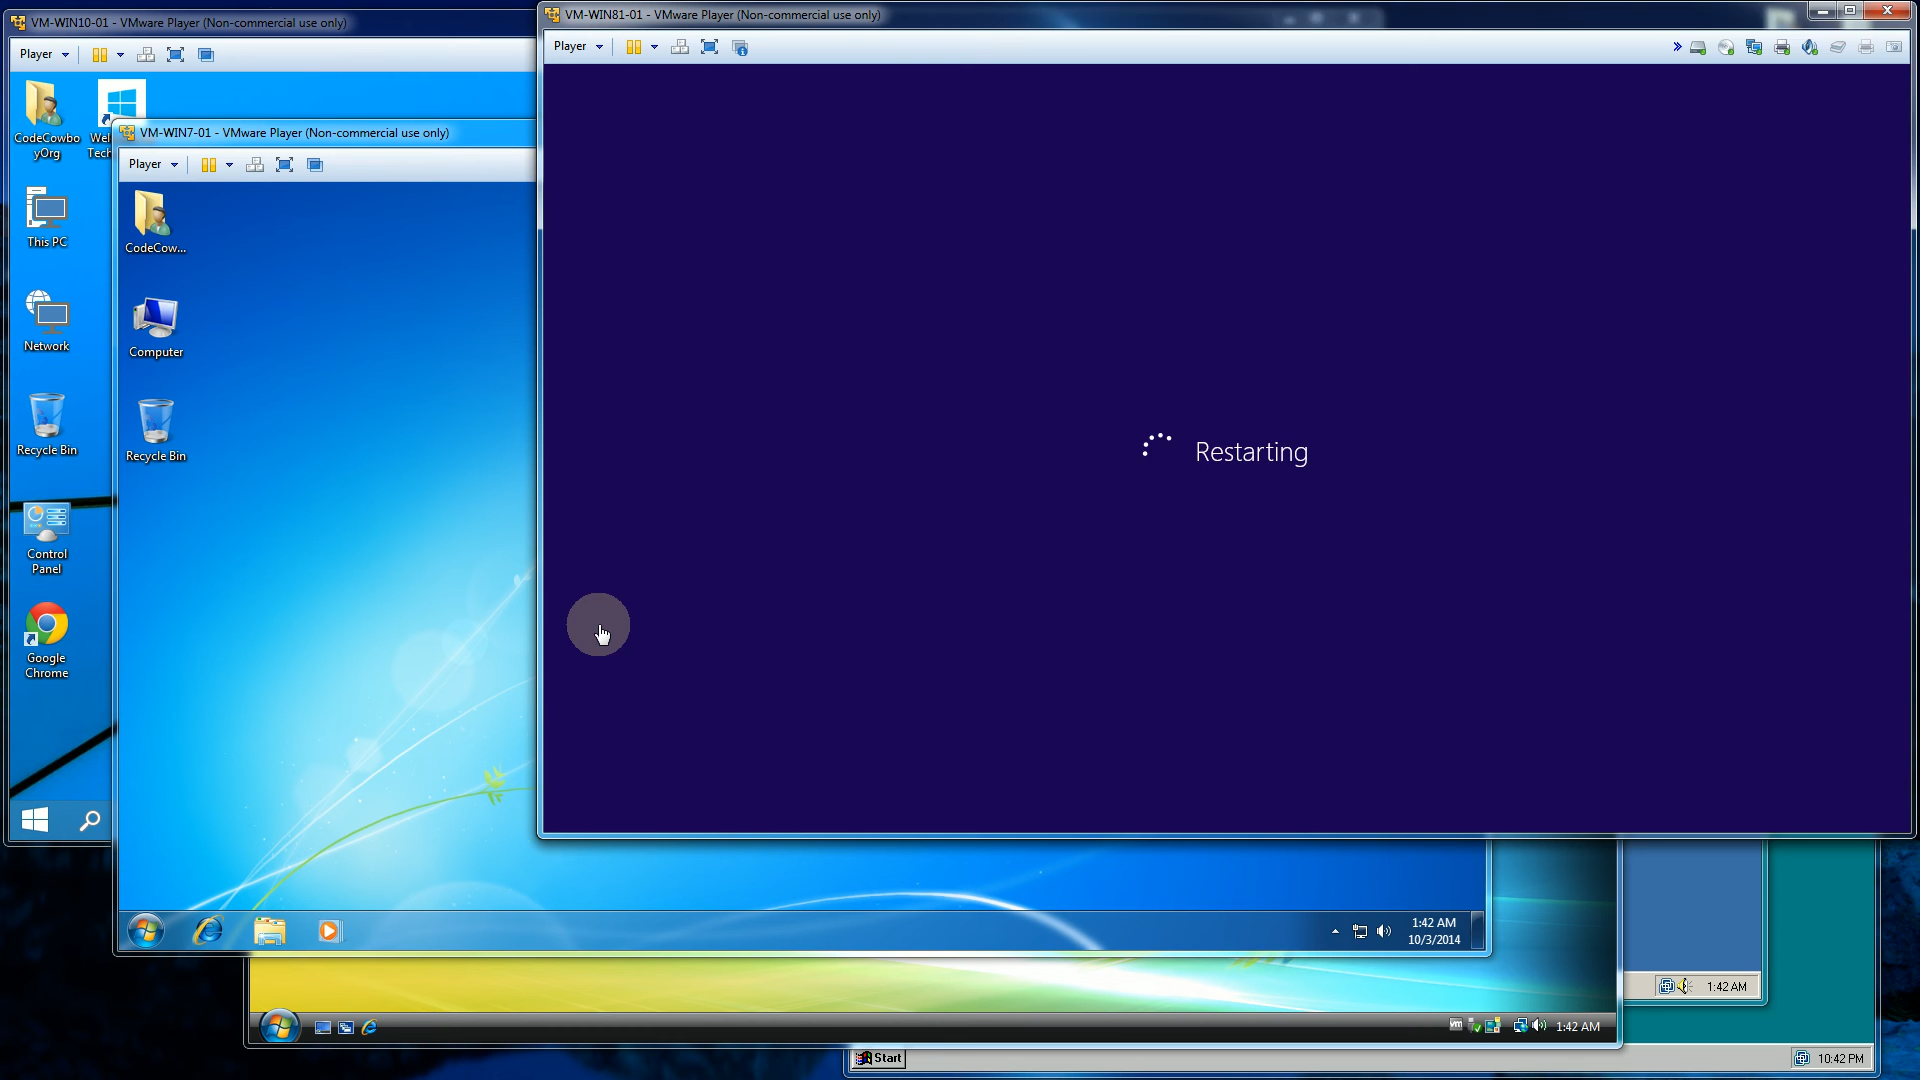 VM-WIN10-01 - VMware Player (Non-commercial use only)
Player
CodeCowbo
yOrg
Wel
Tech
This PC
Network
Recycle Bin
Control
Panel
Google
Chrome
VM-WIN7-01 - VMware Player (Non-commercial use only)
Player
CodeCow...
Computer
Recycle Bin
1:42 AM
10/3/2014
VM-WIN81-01 - VMware Player (Non-commercial use only)
Player
Restarting
1:42 AM
vm
1:42 AM
Start
10:42 PM